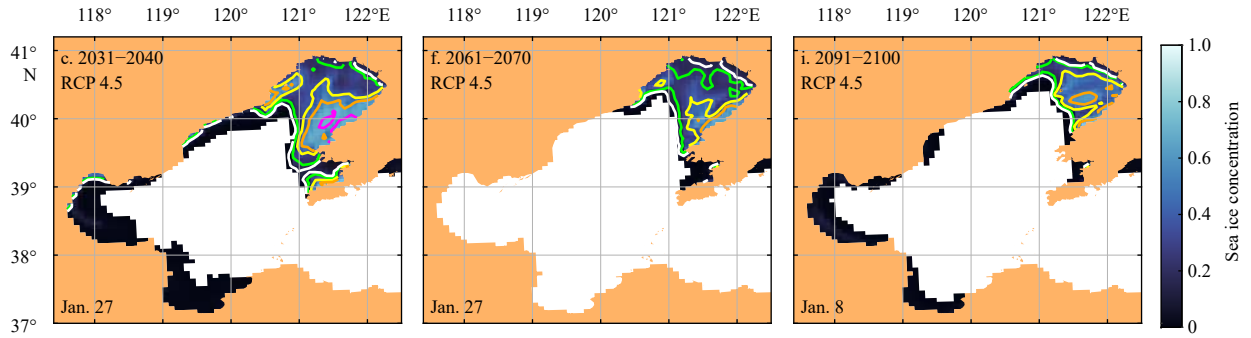 118° 119° 120° 121° 122°E 118° 119° 120° 121° 122°E 118° 119° 120° 121° 122°E
41°
N
40°
39°
38°
37°
c. 2031−2040
RCP 4.5
Jan. 27
f. 2061−2070
RCP 4.5
Jan. 27
i. 2091−2100
RCP 4.5
Jan. 8
1.0
0.8
0.6
0.4
0.2
0
Sea ice concentration